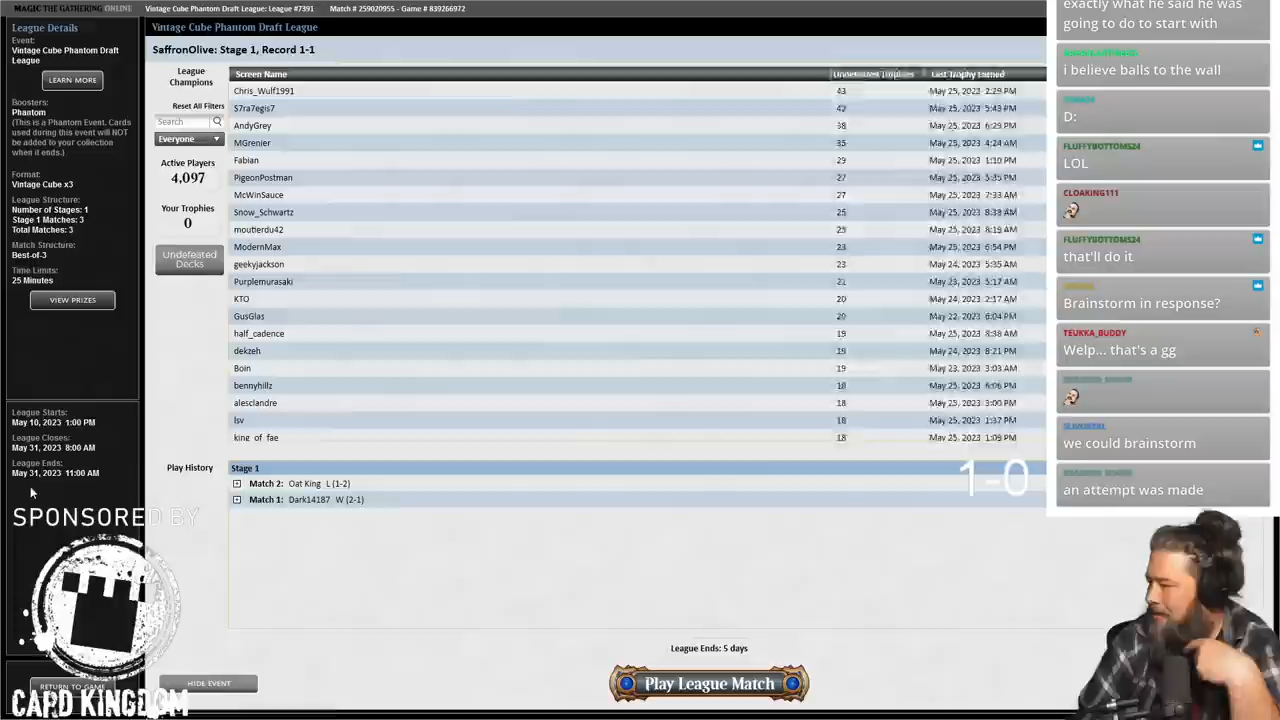 MAGIC THE GATHERING ONLINE
Vintage Cube Phantom Draft League: League #7391
Match # 259020955 - Game # 839266972
League Details
Event:
Vintage Cube Phantom Draft
League
LEARN MORE
Boosters:
Phantom
(This is a Phantom Event. Cards
used during this event will NOT
be added to your collection
when it ends.)
Format:
Vintage Cube x3
League Structure:
Number of Stages: 1
Stage 1 Matches: 3
Total Matches: 3
Match Structure:
Best-of-3
Time Limits:
25 Minutes
VIEW PRIZES
League Starts:
May 10, 2023 1:00 PM
League Closes:
May 31, 2023 8:00 AM
League Ends:
May 31, 2023 11:00 AM
SPONSORED BY
RETURN TO GAME
CARD KINGDOM
Vintage Cube Phantom Draft League
SaffronOlive: Stage 1, Record 1-1
League
Champions
Reset All Filters
Search
Everyone
Active Players
4,097
Your Trophies
0
Undefeated
Decks
Screen Name Undefeated Trophies Last Trophy Earned
Chris_Wulf1991 43 May 25, 2023 2:29 PM
S7ra7egis7 42 May 25, 2023 5:43 PM
AndyGrey 38 May 25, 2023 6:29 PM
MGrenier 35 May 25, 2023 4:24 AM
Fabian 29 May 25, 2023 1:10 PM
PigeonPostman 27 May 25, 2023 5:35 PM
McWinSauce 27 May 25, 2023 7:33 AM
Snow_Schwartz 25 May 25, 2023 8:38 AM
moutierdu42 25 May 25, 2023 8:15 AM
ModernMax 23 May 25, 2023 6:54 PM
geekyjackson 23 May 24, 2023 5:35 AM
Purplemurasaki 21 May 25, 2023 5:17 AM
KTO 20 May 24, 2023 2:17 AM
GusGlas 20 May 22, 2023 6:04 PM
half_cadence 19 May 25, 2023 8:38 AM
dekzeh 19 May 24, 2023 8:21 PM
Boin 19 May 23, 2023 3:03 AM
bennyhillz 18 May 25, 2023 6:06 PM
alesclandre 18 May 25, 2023 3:00 PM
lsv 18 May 25, 2023 1:37 PM
king_of_fae 18 May 25, 2023 1:09 PM
Play History
Stage 1
Match 2: Oat King L (1-2)
Match 1: Dark14187 W (2-1)
1-0
League Ends: 5 days
HIDE EVENT
Play League Match
exactly what he said he was
going to do to start with
i believe balls to the wall
D:
FLUFFYBOTTOMS24
LOL
CLOAKING111
FLUFFYBOTTOMS24
that'll do it
Brainstorm in response?
TEUKKA_BUDDY
Welp... that's a gg
we could brainstorm
an attempt was made